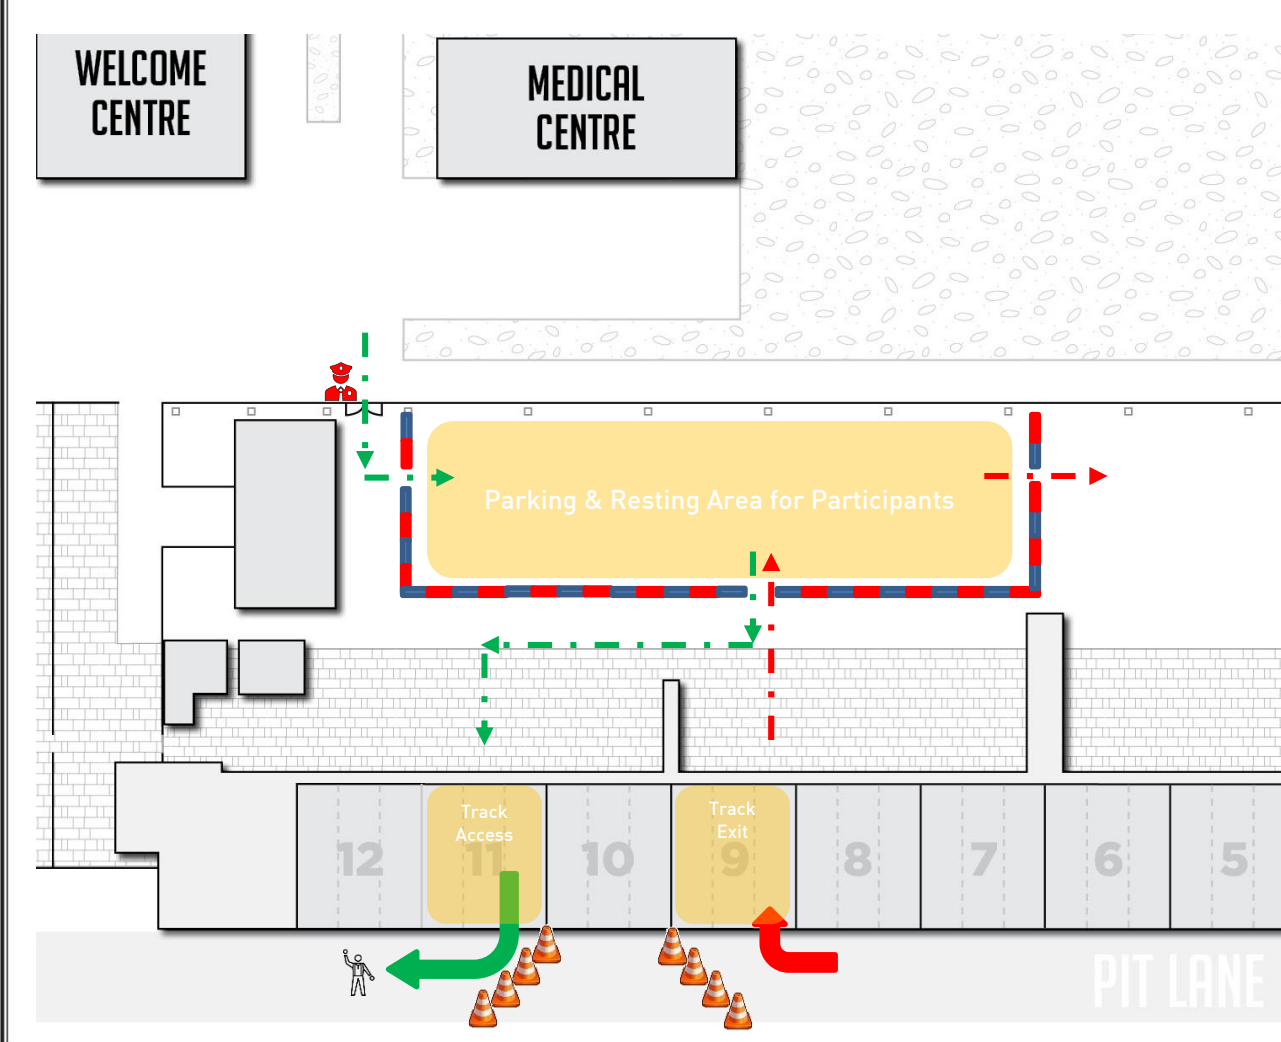 WELCOME
CENTRE
MEDICAL
CENTRE
Parking & Resting Area for Participants
Track
Access
Track
Exit
12
11
10
9
8
7
6
5
PIT LANE